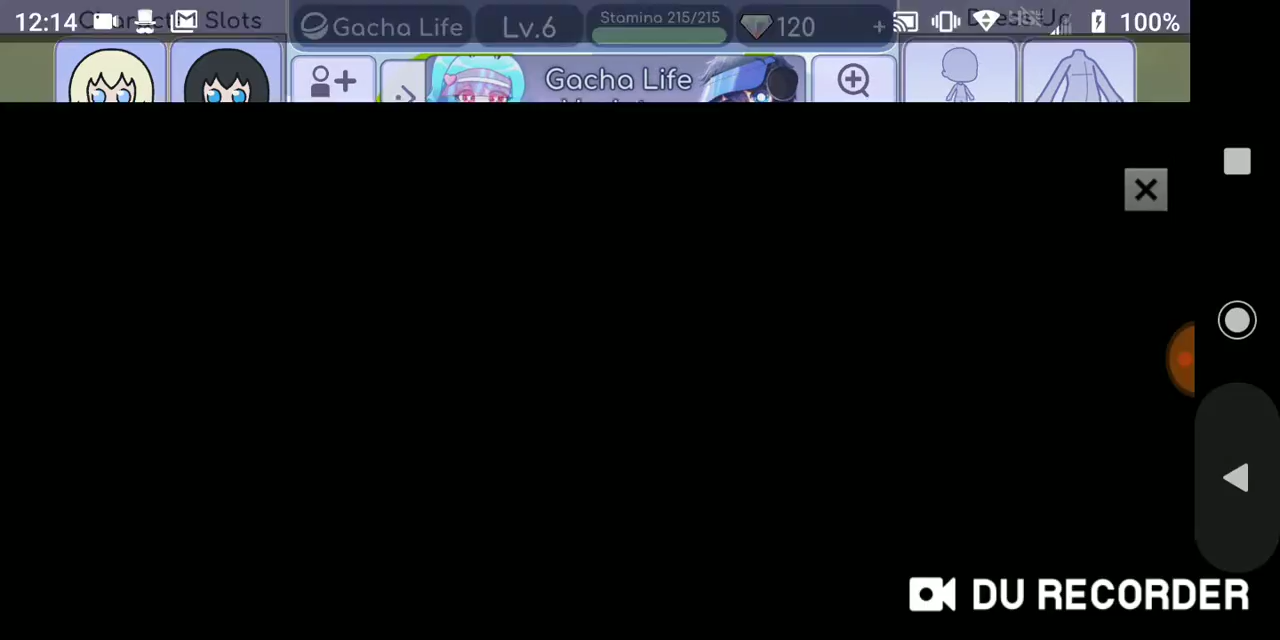 12:14
Slots
Gacha Life
Lv.6
Stamina 215/215
120
+
100%
Gacha Life
DU RECORDER